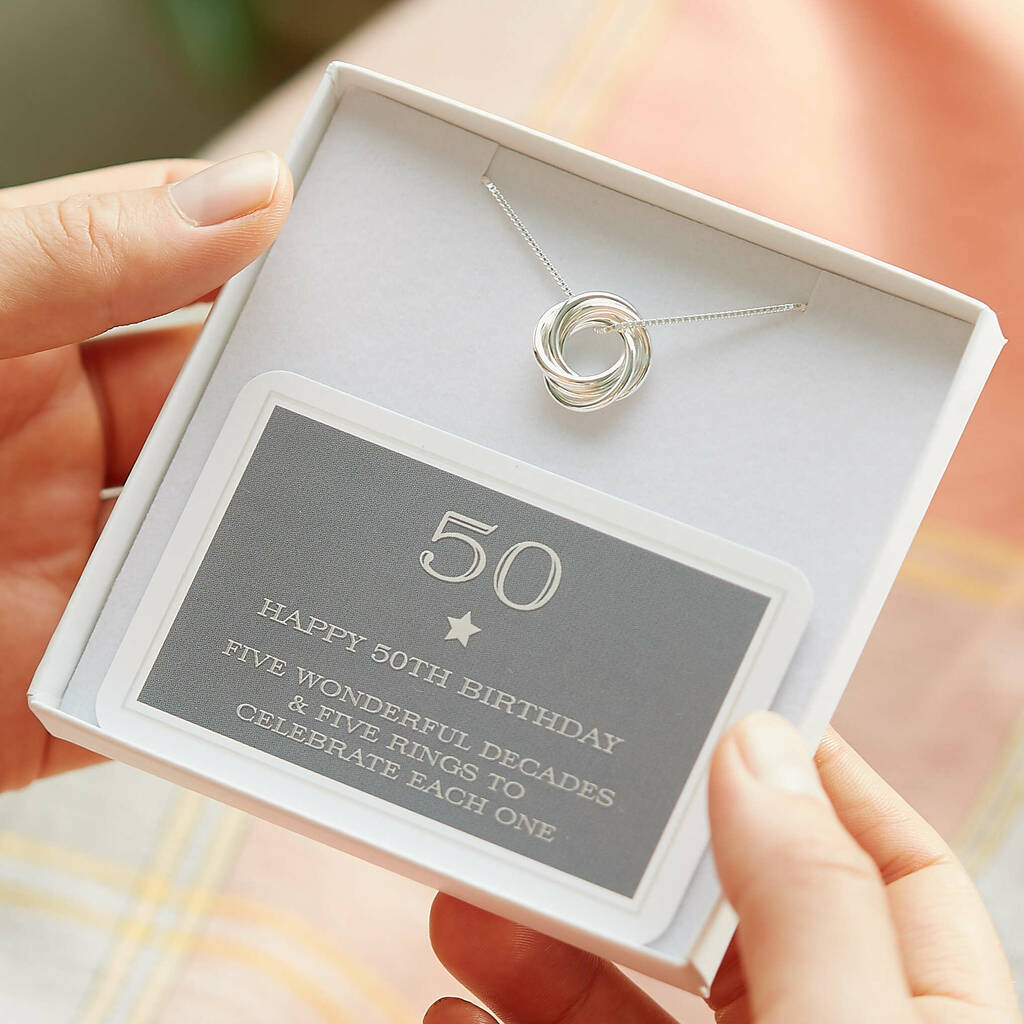 50
HAPPY 50TH BIRTHDAY
FIVE WONDERFUL DECADES
& FIVE RINGS TO
CELEBRATE EACH ONE